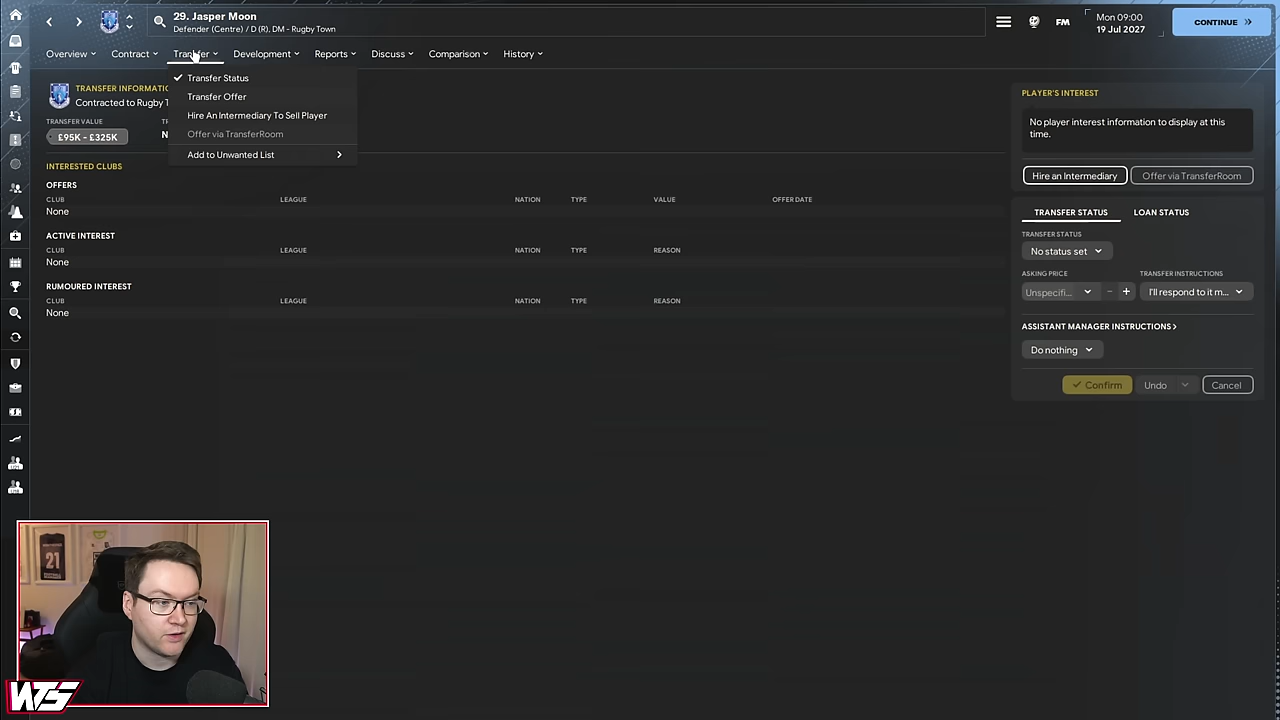 29. Jasper Moon
Defender (Centre) / D (R), DM - Rugby Town
FM
Mon 09:00
19 Jul 2027
CONTINUE
Overview
Contract
Transfer
Development
Reports
Discuss
Comparison
History
Transfer Status
Transfer Offer
Hire An Intermediary To Sell Player
Offer via TransferRoom
Add to Unwanted List
TRANSFER INFORMATIO
Contracted to Rugby T
TRANSFER VALUE
£95K - £325K
N
INTERESTED CLUBS
OFFERS
CLUB LEAGUE NATION TYPE VALUE OFFER DATE
None
ACTIVE INTEREST
CLUB LEAGUE NATION TYPE REASON
None
RUMOURED INTEREST
CLUB LEAGUE NATION TYPE REASON
None
PLAYER'S INTEREST
No player interest information to display at this
time.
Hire an Intermediary
Offer via TransferRoom
TRANSFER STATUS LOAN STATUS
TRANSFER STATUS
No status set
ASKING PRICE TRANSFER INSTRUCTIONS
Unspecifi... I'll respond to it m...
ASSISTANT MANAGER INSTRUCTIONS >
Do nothing
Confirm Undo Cancel
21
WTS